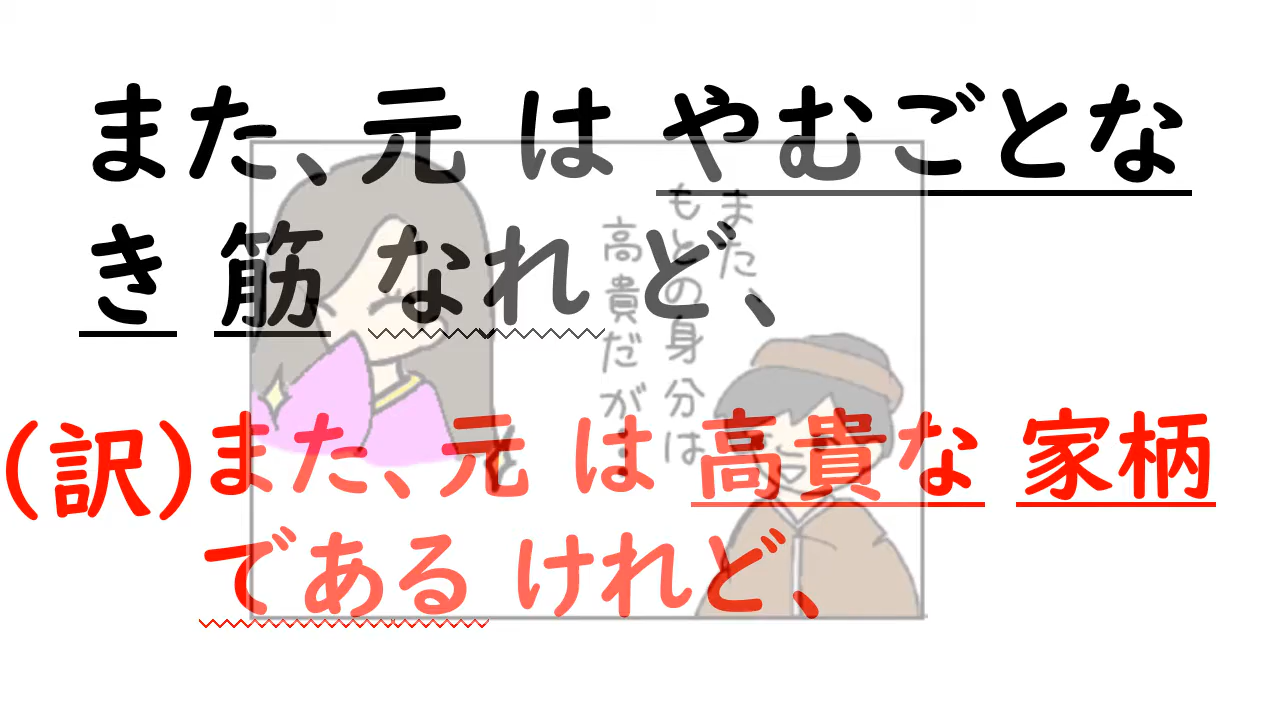 また、元 は やむごとな
き 筋 なれ ど、
(訳)また、元 は 高貴な 家柄
である けれど、
また、
もとの身分は
高貴だが…